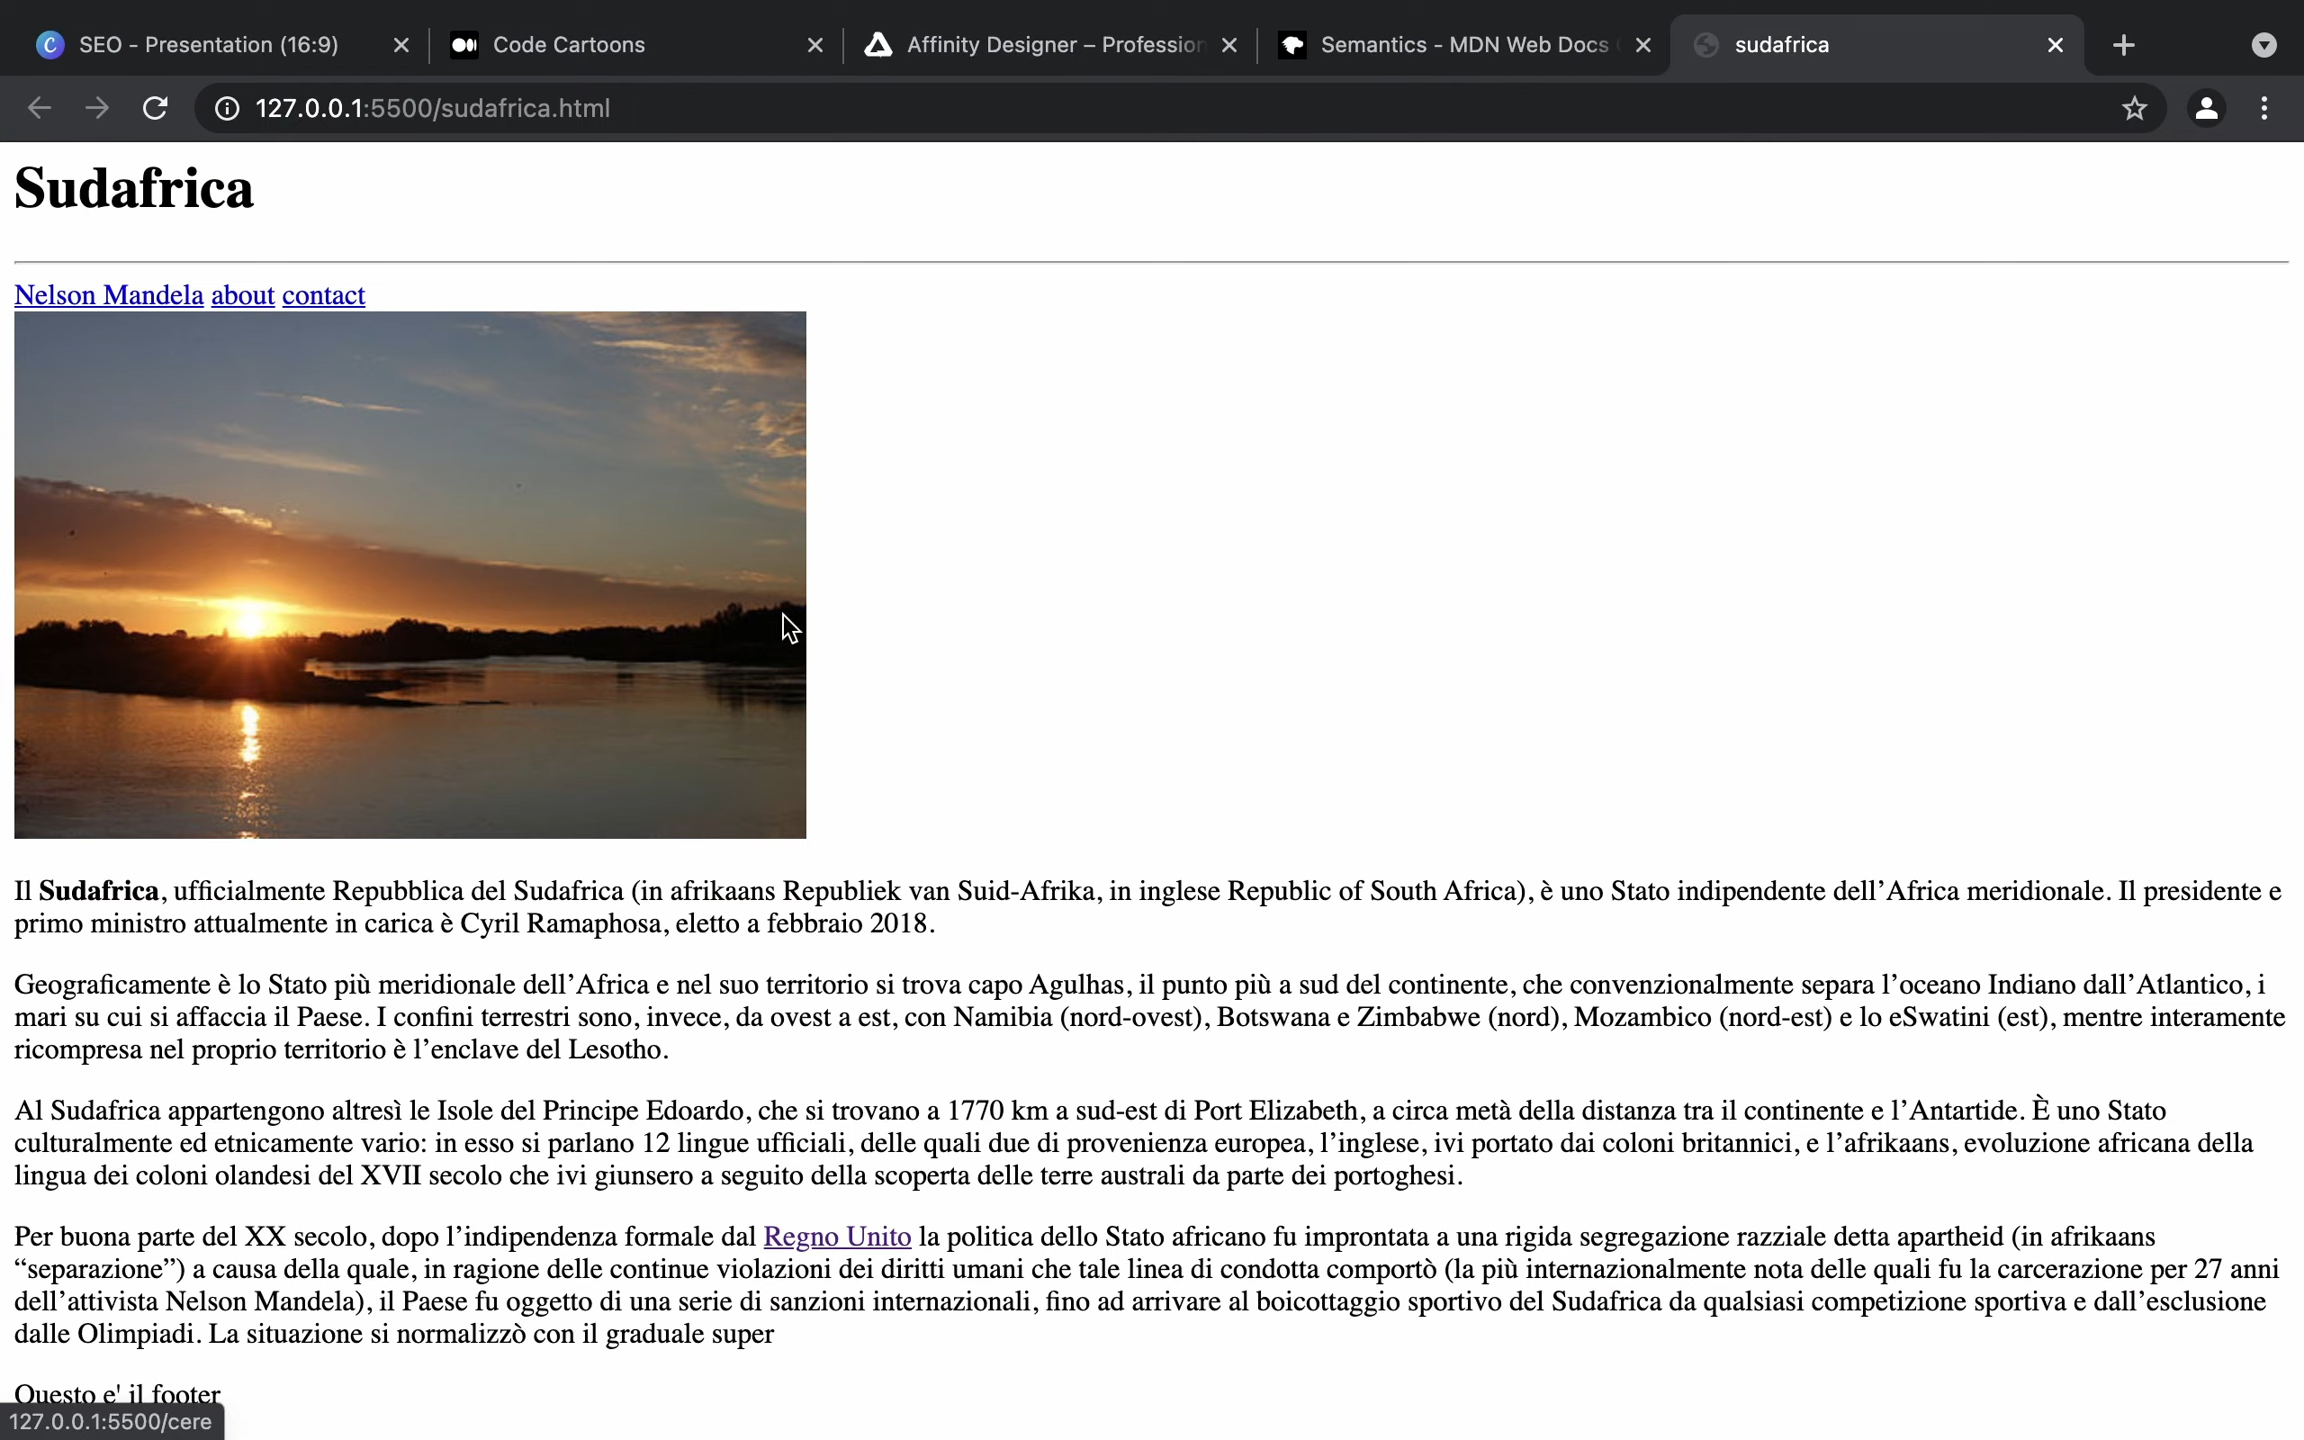 SEO - Presentation (16:9)
Code Cartoons
Affinity Designer – Profession
Semantics - MDN Web Docs
sudafrica
127.0.0.1:5500/sudafrica.html
Sudafrica
Nelson Mandela about contact
Il Sudafrica, ufficialmente Repubblica del Sudafrica (in afrikaans Republiek van Suid-Afrika, in inglese Republic of South Africa), è uno Stato indipendente dell’Africa meridionale. Il presidente e
primo ministro attualmente in carica è Cyril Ramaphosa, eletto a febbraio 2018.
Geograficamente è lo Stato più meridionale dell’Africa e nel suo territorio si trova capo Agulhas, il punto più a sud del continente, che convenzionalmente separa l’oceano Indiano dall’Atlantico, i
mari su cui si affaccia il Paese. I confini terrestri sono, invece, da ovest a est, con Namibia (nord-ovest), Botswana e Zimbabwe (nord), Mozambico (nord-est) e lo eSwatini (est), mentre interamente
ricompresa nel proprio territorio è l’enclave del Lesotho.
Al Sudafrica appartengono altresì le Isole del Principe Edoardo, che si trovano a 1770 km a sud-est di Port Elizabeth, a circa metà della distanza tra il continente e l’Antartide. È uno Stato
culturalmente ed etnicamente vario: in esso si parlano 12 lingue ufficiali, delle quali due di provenienza europea, l’inglese, ivi portato dai coloni britannici, e l’afrikaans, evoluzione africana della
lingua dei coloni olandesi del XVII secolo che ivi giunsero a seguito della scoperta delle terre australi da parte dei portoghesi.
Per buona parte del XX secolo, dopo l’indipendenza formale dal Regno Unito la politica dello Stato africano fu improntata a una rigida segregazione razziale detta apartheid (in afrikaans
“separazione”) a causa della quale, in ragione delle continue violazioni dei diritti umani che tale linea di condotta comportò (la più internazionalmente nota delle quali fu la carcerazione per 27 anni
dell’attivista Nelson Mandela), il Paese fu oggetto di una serie di sanzioni internazionali, fino ad arrivare al boicottaggio sportivo del Sudafrica da qualsiasi competizione sportiva e dall’esclusione
dalle Olimpiadi. La situazione si normalizzò con il graduale super
Questo e' il footer
127.0.0.1:5500/cere